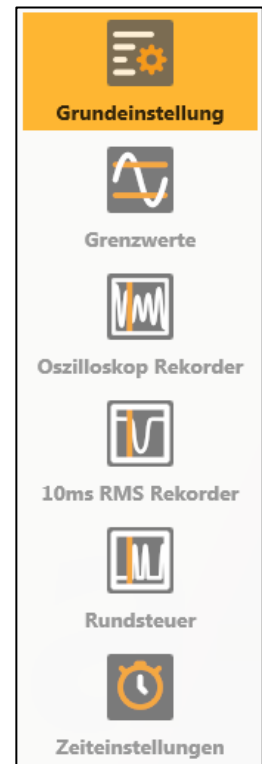 Grundeinstellung
Grenzwerte
Oszilloskop Rekorder
10ms RMS Rekorder
Rundsteuer
Zeiteinstellungen